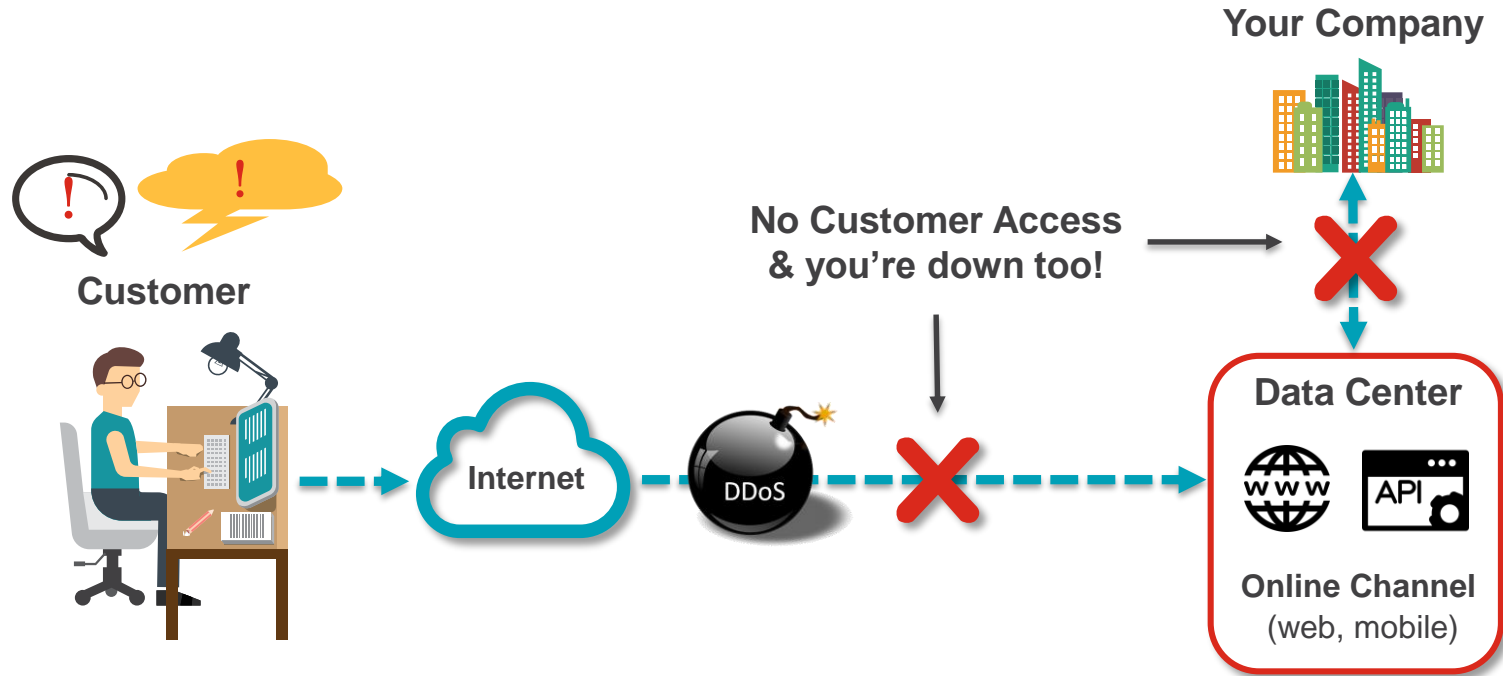 Your Company
!
!
No Customer Access
& you’re down too!
Customer
Data Center
Internet
DDoS
WWW
API
Online Channel
(web, mobile)